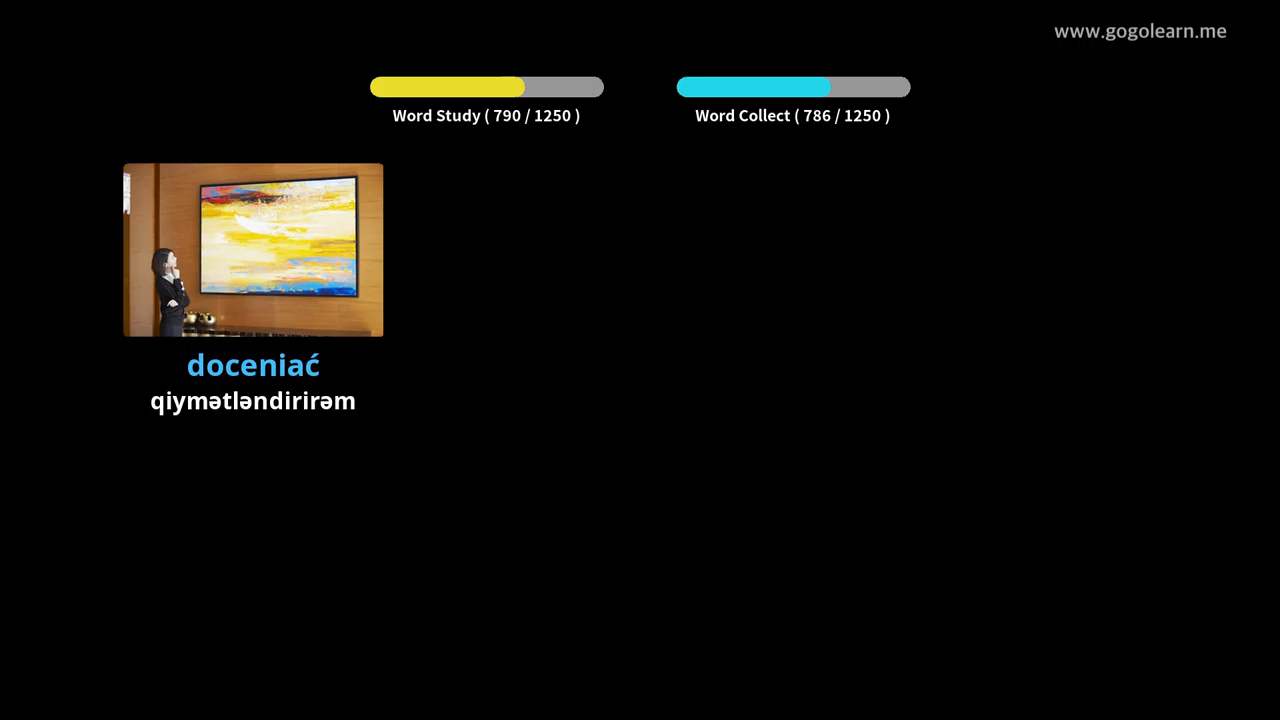 www.gogolearn.me
Word Study ( 790 / 1250 )
Word Collect ( 786 / 1250 )
doceniać
qiymətləndirirəm